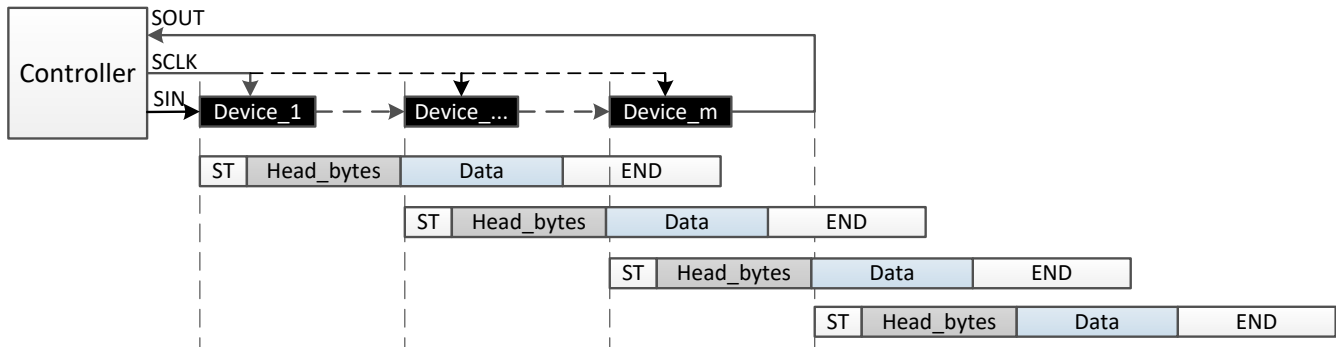 SOUT
Controller
SCLK
SIN
Device_1
Device_...
Device_m
ST Head_bytes Data END
ST Head_bytes Data END
ST Head_bytes Data END
ST Head_bytes Data END